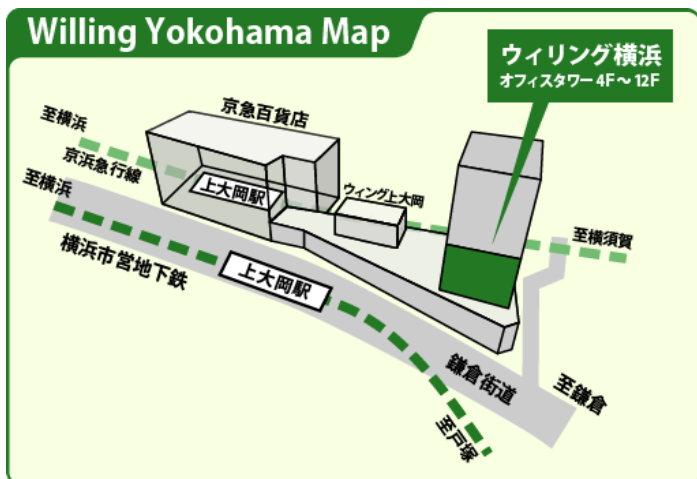 Willing Yokohama Map
ウィリング横浜
オフィスタワー 4F～12F
京急百貨店
至横浜
京浜急行線
上大岡駅
ウィング上大岡
至横須賀
至横浜
横浜市営地下鉄
上大岡駅
鎌倉街道
至鎌倉
至戸塚